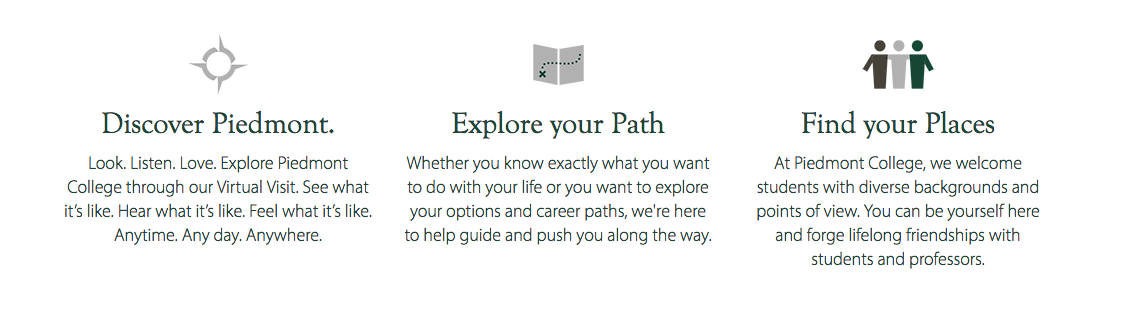 Discover Piedmont.
Look. Listen. Love. Explore Piedmont
College through our Virtual Visit. See what
it’s like. Hear what it’s like. Feel what it’s like.
Anytime. Any day. Anywhere.
Explore your Path
Whether you know exactly what you want
to do with your life or you want to explore
your options and career paths, we're here
to help guide and push you along the way.
Find your Places
At Piedmont College, we welcome
students with diverse backgrounds and
points of view. You can be yourself here
and forge lifelong friendships with
students and professors.